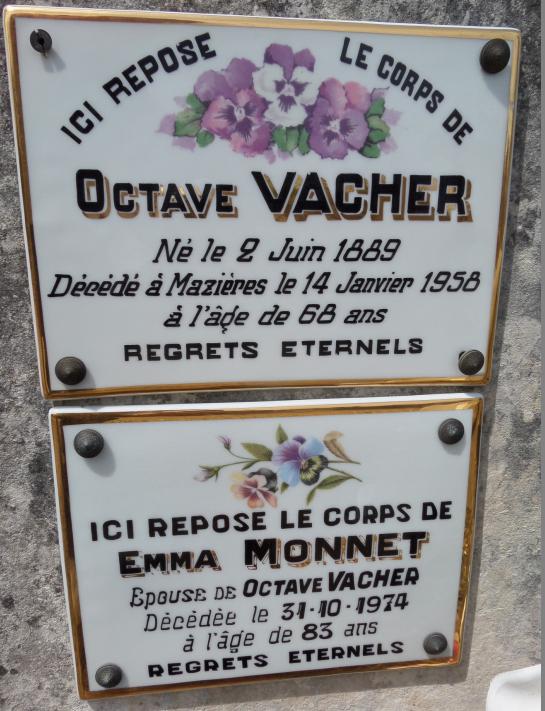 ICI REPOSE LE CORPS DE
OCTAVE VACHER
Né le 2 Juin 1889
Décédé à Mazières le 14 Janvier 1958
à l'âge de 68 ans
REGRETS ETERNELS
ICI REPOSE LE CORPS DE
EMMA MONNET
Epouse DE OCTAVE VACHER
Décédée le 31-10-1974
à l'âge de 83 ans
REGRETS ETERNELS